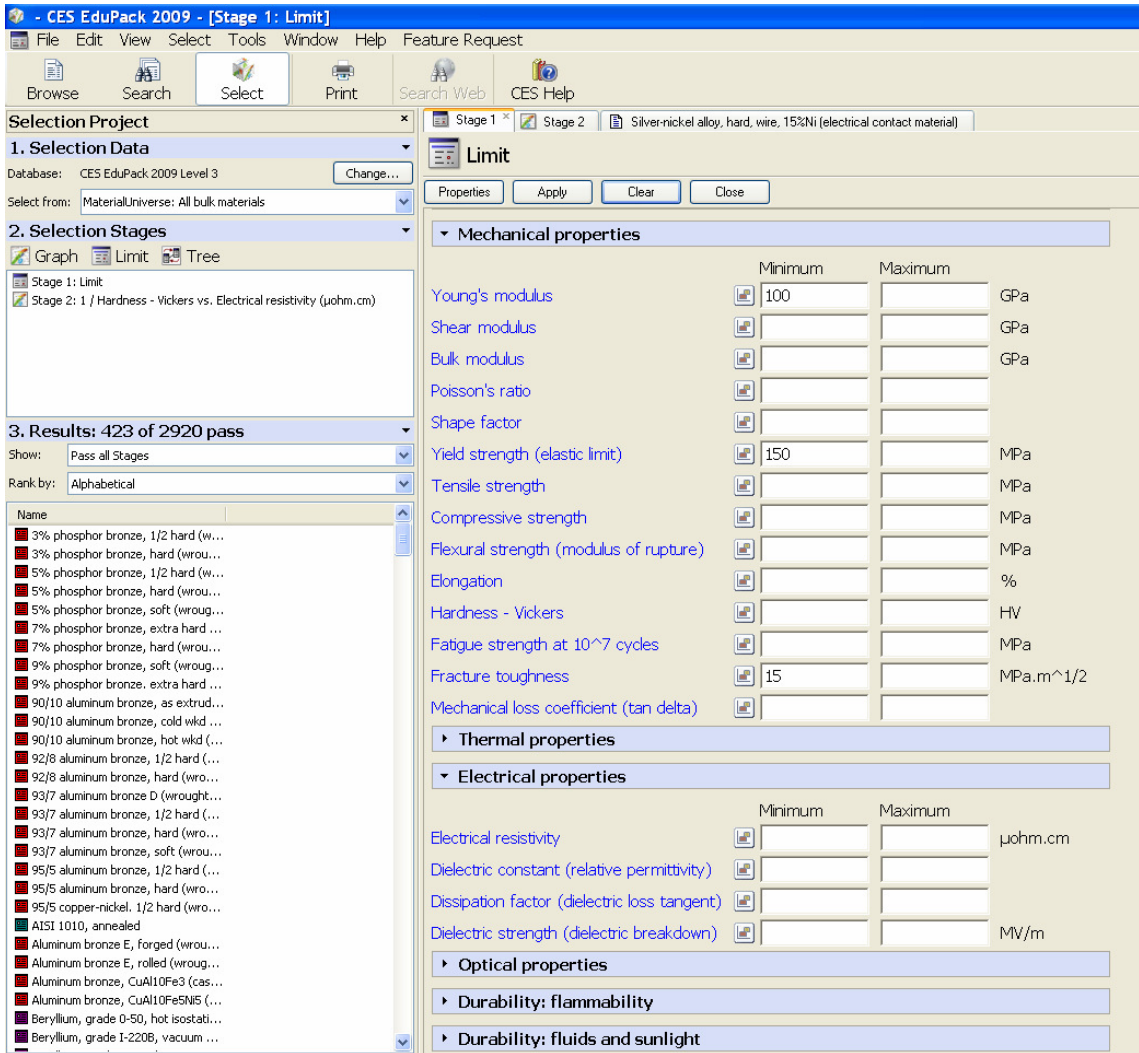 - CES EduPack 2009 - [Stage 1: Limit]
File Edit View Select Tools Window Help Feature Request
Browse Search Select Print Search Web CES Help
Selection Project
1. Selection Data
Database: CES EduPack 2009 Level 3 Change...
Select from: MaterialUniverse: All bulk materials
2. Selection Stages
Graph Limit Tree
Stage 1: Limit
Stage 2: 1 / Hardness - Vickers vs. Electrical resistivity (µohm.cm)
3. Results: 423 of 2920 pass
Show: Pass all Stages
Rank by: Alphabetical
Name
3% phosphor bronze, 1/2 hard (w...
3% phosphor bronze, hard (wrou...
5% phosphor bronze, 1/2 hard (w...
5% phosphor bronze, hard (wrou...
5% phosphor bronze, soft (wroug...
7% phosphor bronze, extra hard ...
7% phosphor bronze, hard (wrou...
9% phosphor bronze, soft (wroug...
9% phosphor bronze. extra hard ...
90/10 aluminum bronze, as extrud...
90/10 aluminum bronze, cold wkd ...
90/10 aluminum bronze, hot wkd (...
92/8 aluminum bronze, 1/2 hard (...
92/8 aluminum bronze, hard (wro...
93/7 aluminum bronze D (wrought...
93/7 aluminum bronze, 1/2 hard (...
93/7 aluminum bronze, hard (wro...
93/7 aluminum bronze, soft (wrou...
95/5 aluminum bronze, 1/2 hard (...
95/5 aluminum bronze, hard (wro...
95/5 copper-nickel. 1/2 hard (wro...
AISI 1010, annealed
Aluminum bronze E, forged (wrou...
Aluminum bronze E, rolled (wroug...
Aluminum bronze, CuAl10Fe3 (cas...
Aluminum bronze, CuAl10Fe5Ni5 (...
Beryllium, grade 0-50, hot isostati...
Beryllium, grade I-220B, vacuum ...
Stage 1 Stage 2 Silver-nickel alloy, hard, wire, 15%Ni (electrical contact material)
Limit
Properties Apply Clear Close
Mechanical properties
Minimum Maximum
Young's modulus 100 GPa
Shear modulus GPa
Bulk modulus GPa
Poisson's ratio
Shape factor
Yield strength (elastic limit) 150 MPa
Tensile strength MPa
Compressive strength MPa
Flexural strength (modulus of rupture) MPa
Elongation %
Hardness - Vickers HV
Fatigue strength at 10^7 cycles MPa
Fracture toughness 15 MPa.m^1/2
Mechanical loss coefficient (tan delta)
Thermal properties
Electrical properties
Minimum Maximum
Electrical resistivity µohm.cm
Dielectric constant (relative permittivity)
Dissipation factor (dielectric loss tangent)
Dielectric strength (dielectric breakdown) MV/m
Optical properties
Durability: flammability
Durability: fluids and sunlight